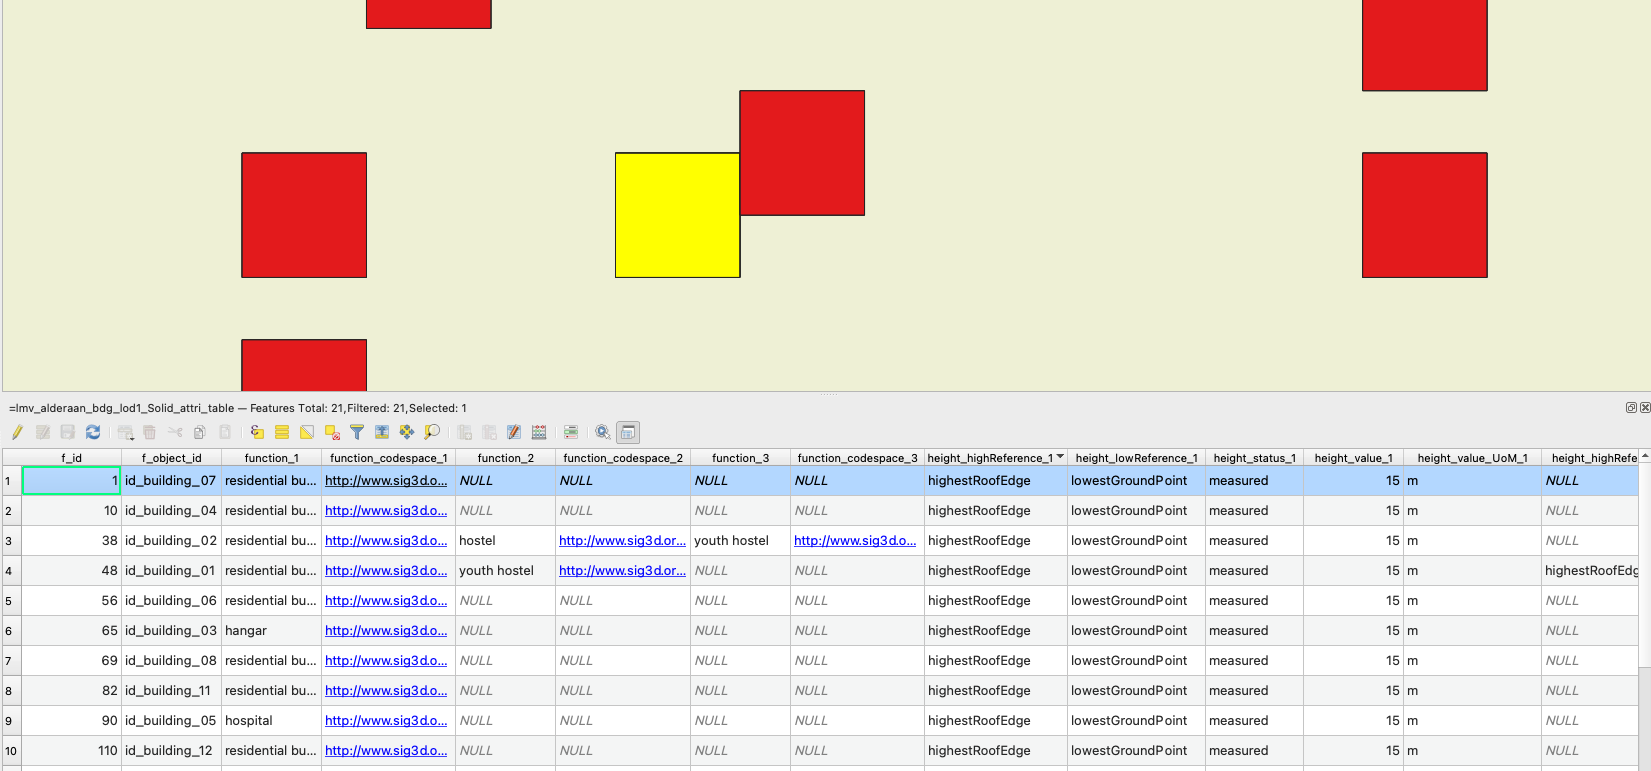 =lmv_alderaan_bdg_lod1_Solid_attri_table — Features Total: 21, Filtered: 21, Selected: 1
f_id f_object_id function_1 function_codespace_1 function_2 function_codespace_2 function_3 function_codespace_3 height_highReference_1 height_lowReference_1 height_status_1 height_value_1 height_value_UoM_1 height_highRefe
1 1 id_building_07 residential bu... http://www.sig3d.o... NULL NULL NULL NULL highestRoofEdge lowestGroundPoint measured 15 m NULL
2 10 id_building_04 residential bu... http://www.sig3d.o... NULL NULL NULL NULL highestRoofEdge lowestGroundPoint measured 15 m NULL
3 38 id_building_02 residential bu... http://www.sig3d.o... hostel http://www.sig3d.or... youth hostel http://www.sig3d.o... highestRoofEdge lowestGroundPoint measured 15 m NULL
4 48 id_building_01 residential bu... http://www.sig3d.o... youth hostel http://www.sig3d.or... NULL NULL highestRoofEdge lowestGroundPoint measured 15 m highestRoofEdg
5 56 id_building_06 residential bu... http://www.sig3d.o... NULL NULL NULL NULL highestRoofEdge lowestGroundPoint measured 15 m NULL
6 65 id_building_03 hangar http://www.sig3d.o... NULL NULL NULL NULL highestRoofEdge lowestGroundPoint measured 15 m NULL
7 69 id_building_08 residential bu... http://www.sig3d.o... NULL NULL NULL NULL highestRoofEdge lowestGroundPoint measured 15 m NULL
8 82 id_building_11 residential bu... http://www.sig3d.o... NULL NULL NULL NULL highestRoofEdge lowestGroundPoint measured 15 m NULL
9 90 id_building_05 hospital http://www.sig3d.o... NULL NULL NULL NULL highestRoofEdge lowestGroundPoint measured 15 m NULL
10 110 id_building_12 residential bu... http://www.sig3d.o... NULL NULL NULL NULL highestRoofEdge lowestGroundPoint measured 15 m NULL